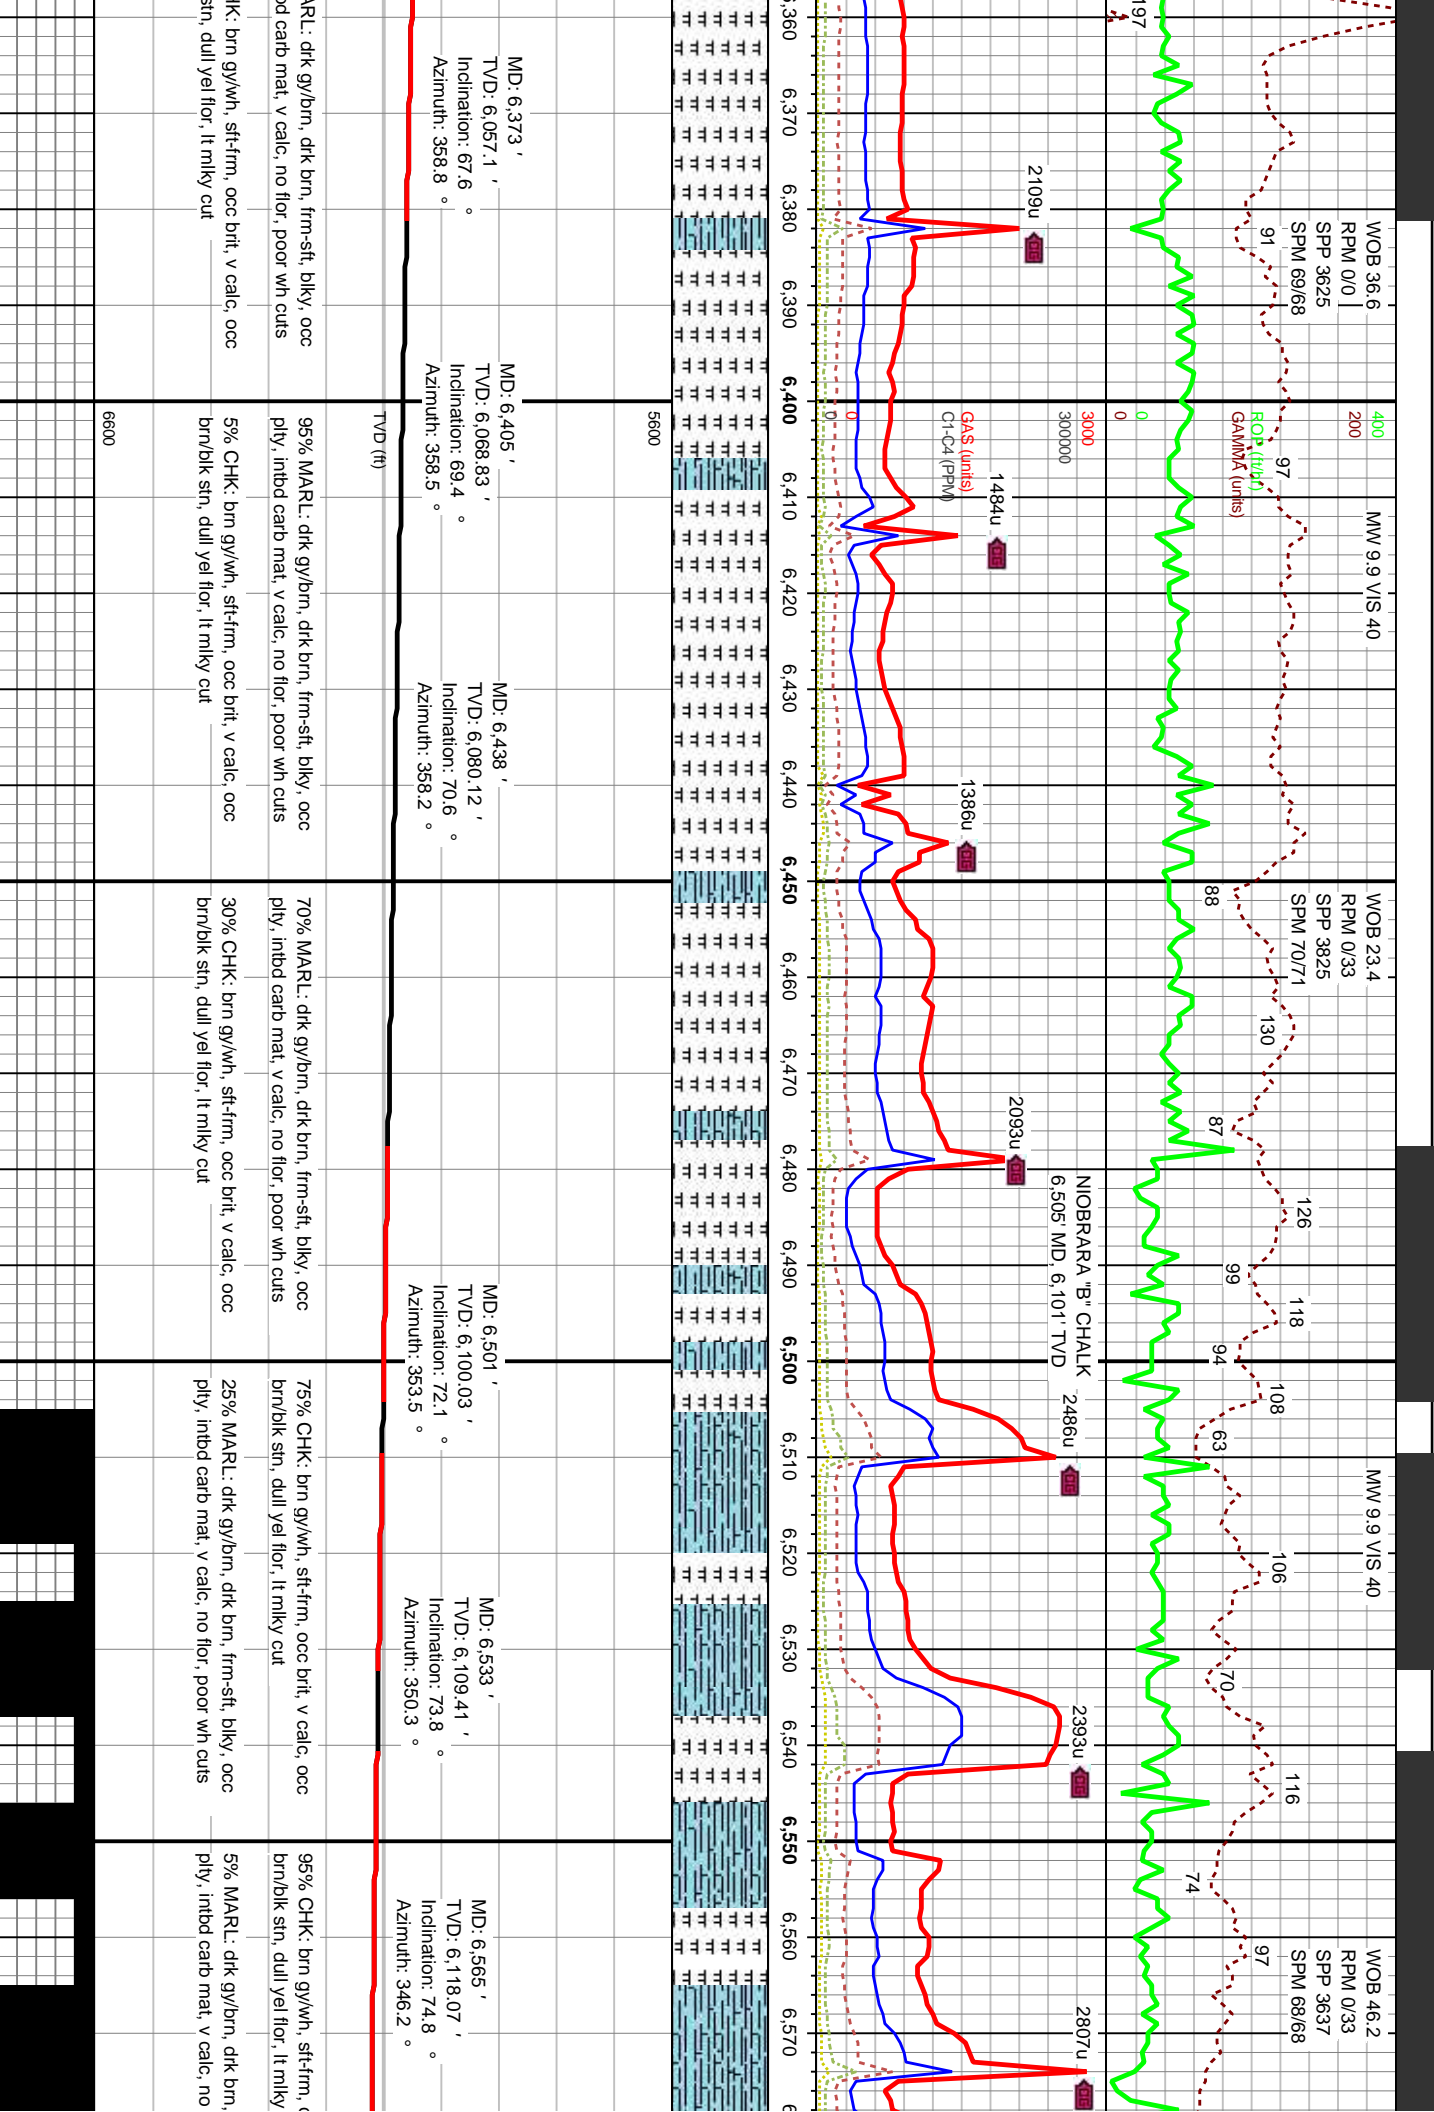 197
WOB 36.6
RPM 0/0
SPP 3625
SPM 69/68
91
400
200
ROP (ft/hr)
GAMMA (units)
0
0
97
MW 9.9 VIS 40
WOB 23.4
RPM 0/33
SPP 3825
SPM 70/71
88
130
87
126
99
118
94
108
63
MW 9.9 VIS 40
106
70
116
WOB 46.2
RPM 0/33
SPP 3637
SPM 68/68
74
97
2109u
3000
300000
GAS (units)
C1-C4 (PPM)
0
0
1484u
1386u
2093u
NIOBRARA "B" CHALK
6,505' MD, 6,101' TVD
2486u
2393u
2807u
6,360
6,370
6,380
6,390
6,400
6,410
6,420
6,430
6,440
6,450
6,460
6,470
6,480
6,490
6,500
6,510
6,520
6,530
6,540
6,550
6,560
6,570
5600
TVD (ft)
6600
MD: 6,373 '
TVD: 6,057.1 '
Inclination: 67.6 °
Azimuth: 358.8 °
MD: 6,405 '
TVD: 6,068.83 '
Inclination: 69.4 °
Azimuth: 358.5 °
MD: 6,438 '
TVD: 6,080.12 '
Inclination: 70.6 °
Azimuth: 358.2 °
MD: 6,501 '
TVD: 6,100.03 '
Inclination: 72.1 °
Azimuth: 353.5 °
MD: 6,533 '
TVD: 6,109.41 '
Inclination: 73.8 °
Azimuth: 350.3 °
MD: 6,565 '
TVD: 6,118.07 '
Inclination: 74.8 °
Azimuth: 346.2 °
ARL: drk gy/brn, drk brn, frm-sft, blky, occ
od carb mat, v calc, no flor, poor wh cuts
HK: brn gy/wh, sft-frm, occ brit, v calc, occ
stn, dull yel flor, lt mlky cut
95% MARL: drk gy/brn, drk brn, frm-sft, blky, occ
plty, intbd carb mat, v calc, no flor, poor wh cuts
5% CHK: brn gy/wh, sft-frm, occ brit, v calc, occ
brn/blk stn, dull yel flor, lt mlky cut
70% MARL: drk gy/brn, drk brn, frm-sft, blky, occ
plty, intbd carb mat, v calc, no flor, poor wh cuts
30% CHK: brn gy/wh, sft-frm, occ brit, v calc, occ
brn/blk stn, dull yel flor, lt mlky cut
75% CHK: brn gy/wh, sft-frm, occ brit, v calc, occ
brn/blk stn, dull yel flor, lt mlky cut
25% MARL: drk gy/brn, drk brn, frm-sft, blky, occ
plty, intbd carb mat, v calc, no flor, poor wh cuts
95% CHK: brn gy/wh, sft-frm,
brn/blk stn, dull yel flor, lt mlky
5% MARL: drk gy/brn, drk brn,
plty, intbd carb mat, v calc, no